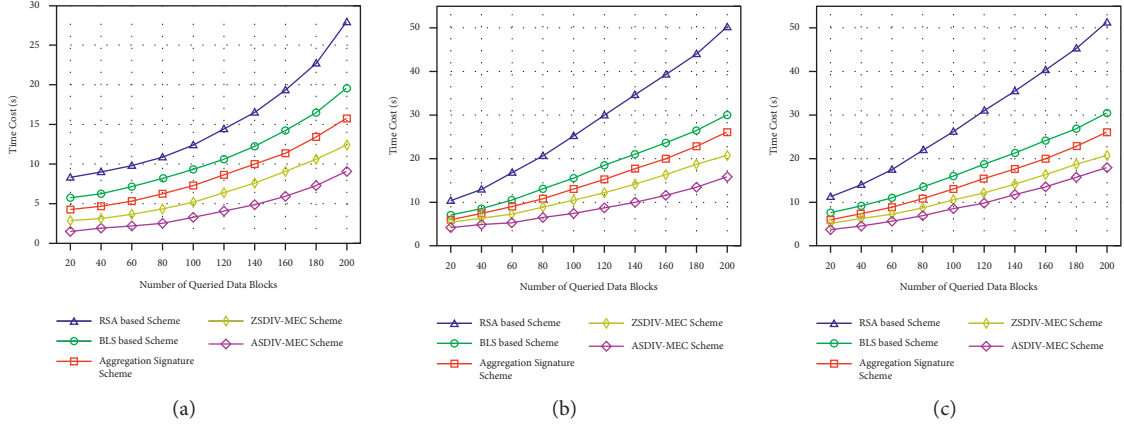 30
25
20
15
10
5
0
Time Cost (s)
20 40 60 80 100 120 140 160 180 200
Number of Queried Data Blocks
RSA based Scheme
BLS based Scheme
Aggregation Signature
Scheme
ZSDIV-MEC Scheme
ASDIV-MEC Scheme
(a)
50
40
30
20
10
0
Time Cost (s)
20 40 60 80 100 120 140 160 180 200
Number of Queried Data Blocks
RSA based Scheme
BLS based Scheme
Aggregation Signature
Scheme
ZSDIV-MEC Scheme
ASDIV-MEC Scheme
(b)
50
40
30
20
10
0
Time Cost (s)
20 40 60 80 100 120 140 160 180 200
Number of Queried Data Blocks
RSA based Scheme
BLS based Scheme
Aggregation Signature
Scheme
ZSDIV-MEC Scheme
ASDIV-MEC Scheme
(c)